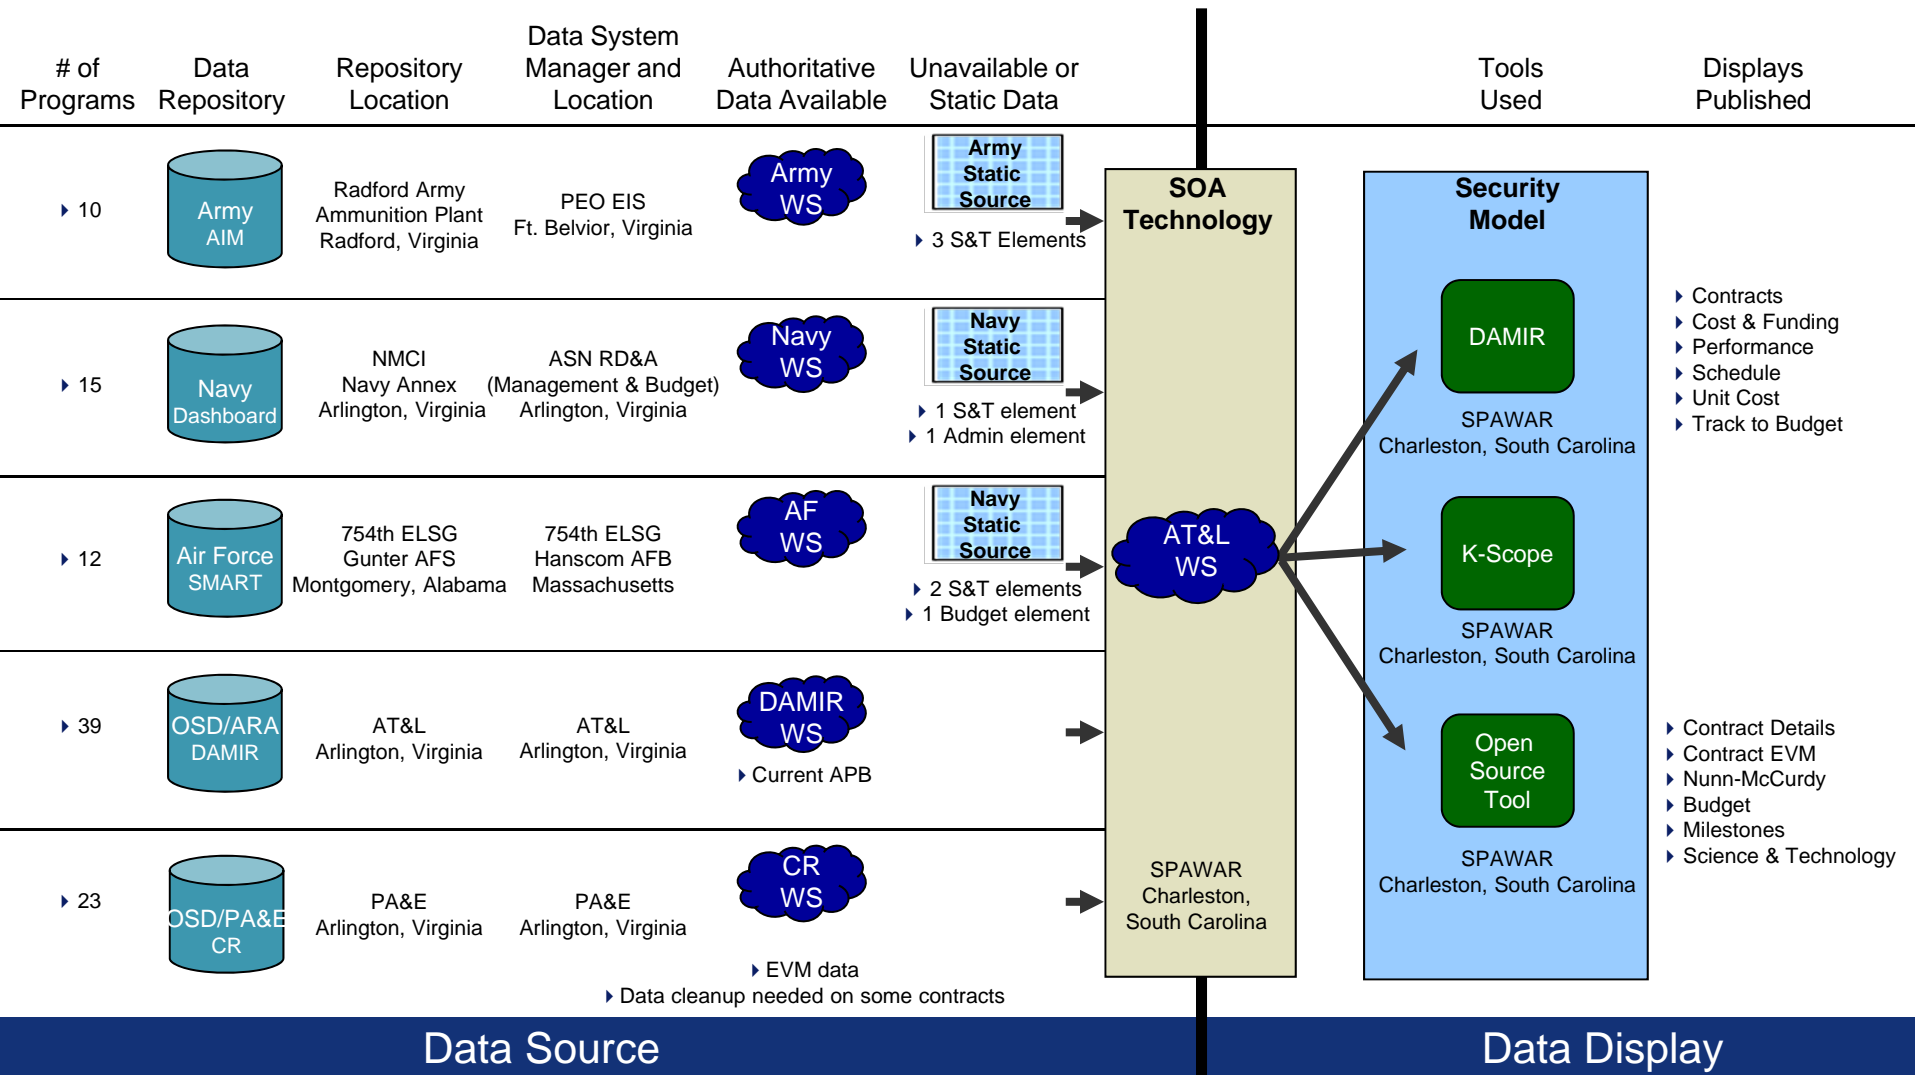 # of
Programs
Data
Repository
Repository
Location
Data System
Manager and
Location
Authoritative
Data Available
Unavailable or
Static Data
Tools
Used
Displays
Published
10
Army
AIM
Radford Army
Ammunition Plant
Radford, Virginia
PEO EIS
Ft. Belvior, Virginia
Army
WS
Army
Static
Source
3 S&T Elements
15
Navy
Dashboard
NMCI
Navy Annex
Arlington, Virginia
ASN RD&A
(Management & Budget)
Arlington, Virginia
Navy
WS
Navy
Static
Source
1 S&T element
1 Admin element
12
Air Force
SMART
754th ELSG
Gunter AFS
Montgomery, Alabama
754th ELSG
Hanscom AFB
Massachusetts
AF
WS
Navy
Static
Source
2 S&T elements
1 Budget element
39
OSD/ARA
DAMIR
AT&L
Arlington, Virginia
AT&L
Arlington, Virginia
DAMIR
WS
Current APB
23
OSD/PA&E
CR
PA&E
Arlington, Virginia
PA&E
Arlington, Virginia
CR
WS
EVM data
Data cleanup needed on some contracts
SOA
Technology
AT&L
WS
SPAWAR
Charleston,
South Carolina
Security
Model
DAMIR
SPAWAR
Charleston, South Carolina
K-Scope
SPAWAR
Charleston, South Carolina
Open
Source
Tool
SPAWAR
Charleston, South Carolina
Contracts
Cost & Funding
Performance
Schedule
Unit Cost
Track to Budget
Contract Details
Contract EVM
Nunn-McCurdy
Budget
Milestones
Science & Technology
Data Source
Data Display